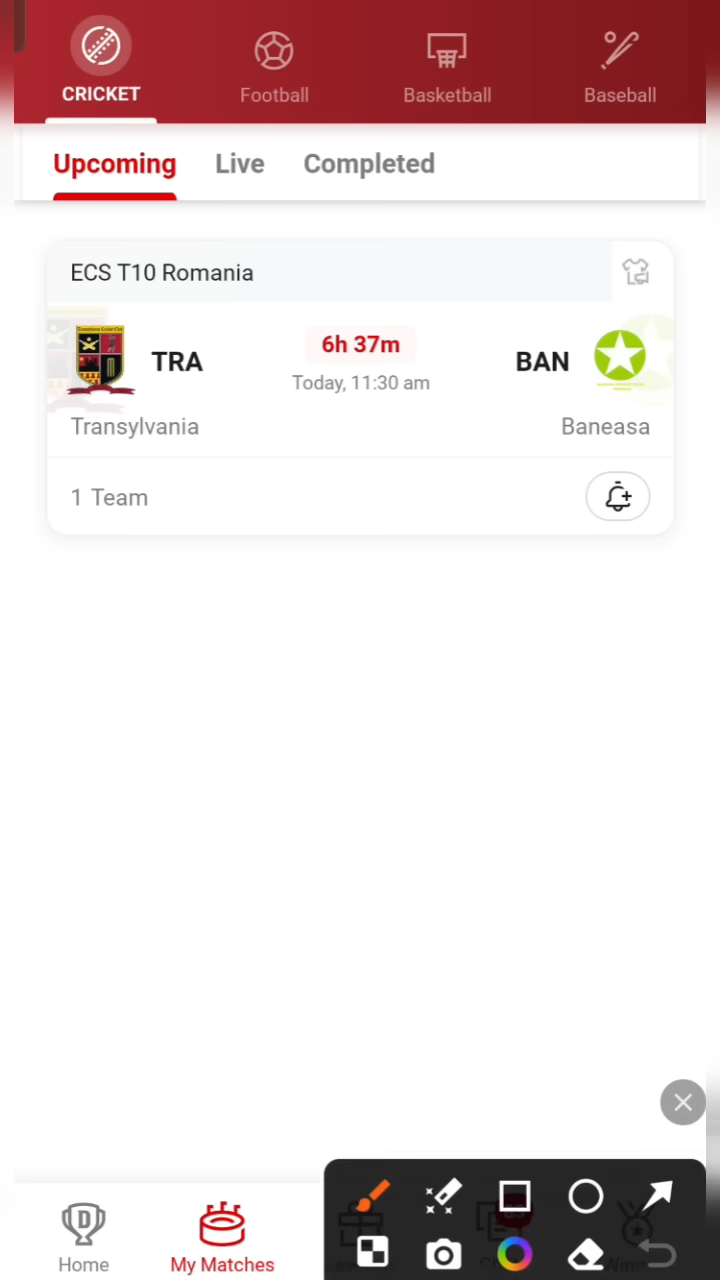 CRICKET
Football
Basketball
Baseball
Upcoming
Live
Completed
ECS T10 Romania
TRA
6h 37m
BAN
Today, 11:30 am
Transylvania
Baneasa
1 Team
Home
My Matches